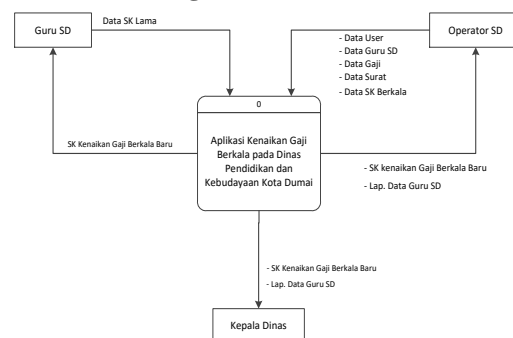 Guru SD
Data SK Lama
Operator SD
- Data User
- Data Guru SD
- Data Gaji
- Data Surat
- Data SK Berkala
0
SK Kenaikan Gaji Berkala Baru
Aplikasi Kenaikan Gaji
Berkala pada Dinas
Pendidikan dan
Kebudayaan Kota Dumai
- SK kenaikan Gaji Berkala Baru
- Lap. Data Guru SD
- SK Kenaikan Gaji Berkala Baru
- Lap. Data Guru SD
Kepala Dinas